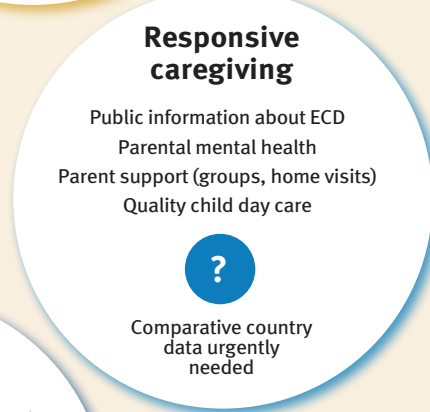 Responsive
caregiving
Public information about ECD
Parental mental health
Parent support (groups, home visits)
Quality child day care
?
Comparative country
data urgently
needed